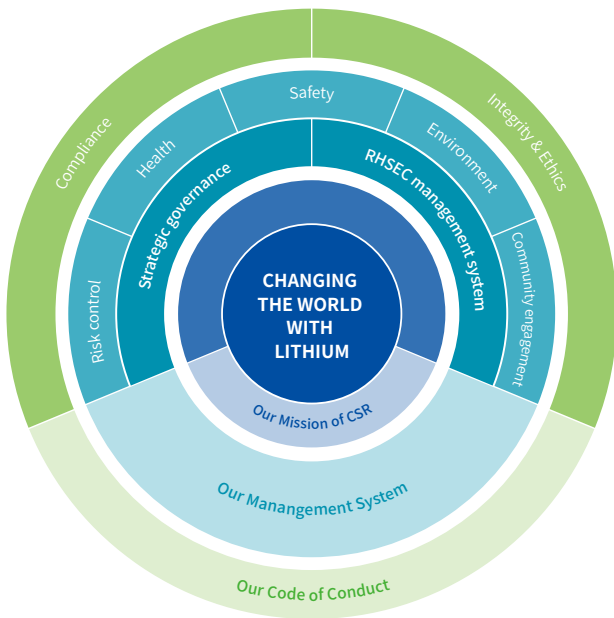 Compliance
Integrity & Ethics
Risk control
Health
Safety
Environment
Community engagement
Strategic governance
RHSEC management system
CHANGING
THE WORLD
WITH
LITHIUM
Our Mission of CSR
Our Manangement System
Our Code of Conduct